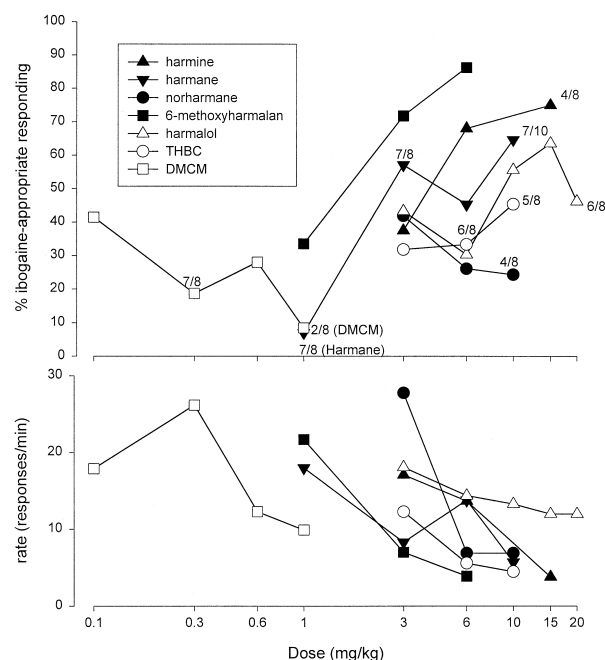 % ibogaine-appropriate responding
100
90
80
70
60
50
40
30
20
10
0
harmine
harmane
norharmane
6-methoxyharmalan
harmalol
THBC
DMCM
4/8
7/10
7/8
5/8
6/8
6/8
4/8
7/8
2/8 (DMCM)
7/8 (Harmane)
rate (responses/min)
30
20
10
0
0.1 0.3 0.6 1 3 6 10 15 20
Dose (mg/kg)